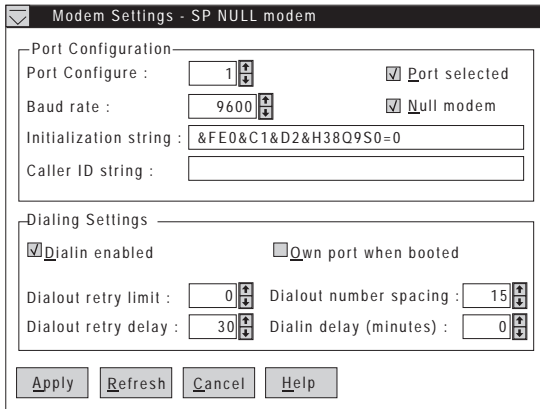 Modem Settings - SP NULL modem
Port Configuration
Port Configure : 1 Port selected
Baud rate : 9600 Null modem
Initialization string : &FE0&C1&D2&H38Q9S0=0
Caller ID string :
Dialing Settings
Dialin enabled Own port when booted
Dialout retry limit : 0 Dialout number spacing : 15
Dialout retry delay : 30 Dialin delay (minutes) : 0
Apply Refresh Cancel Help